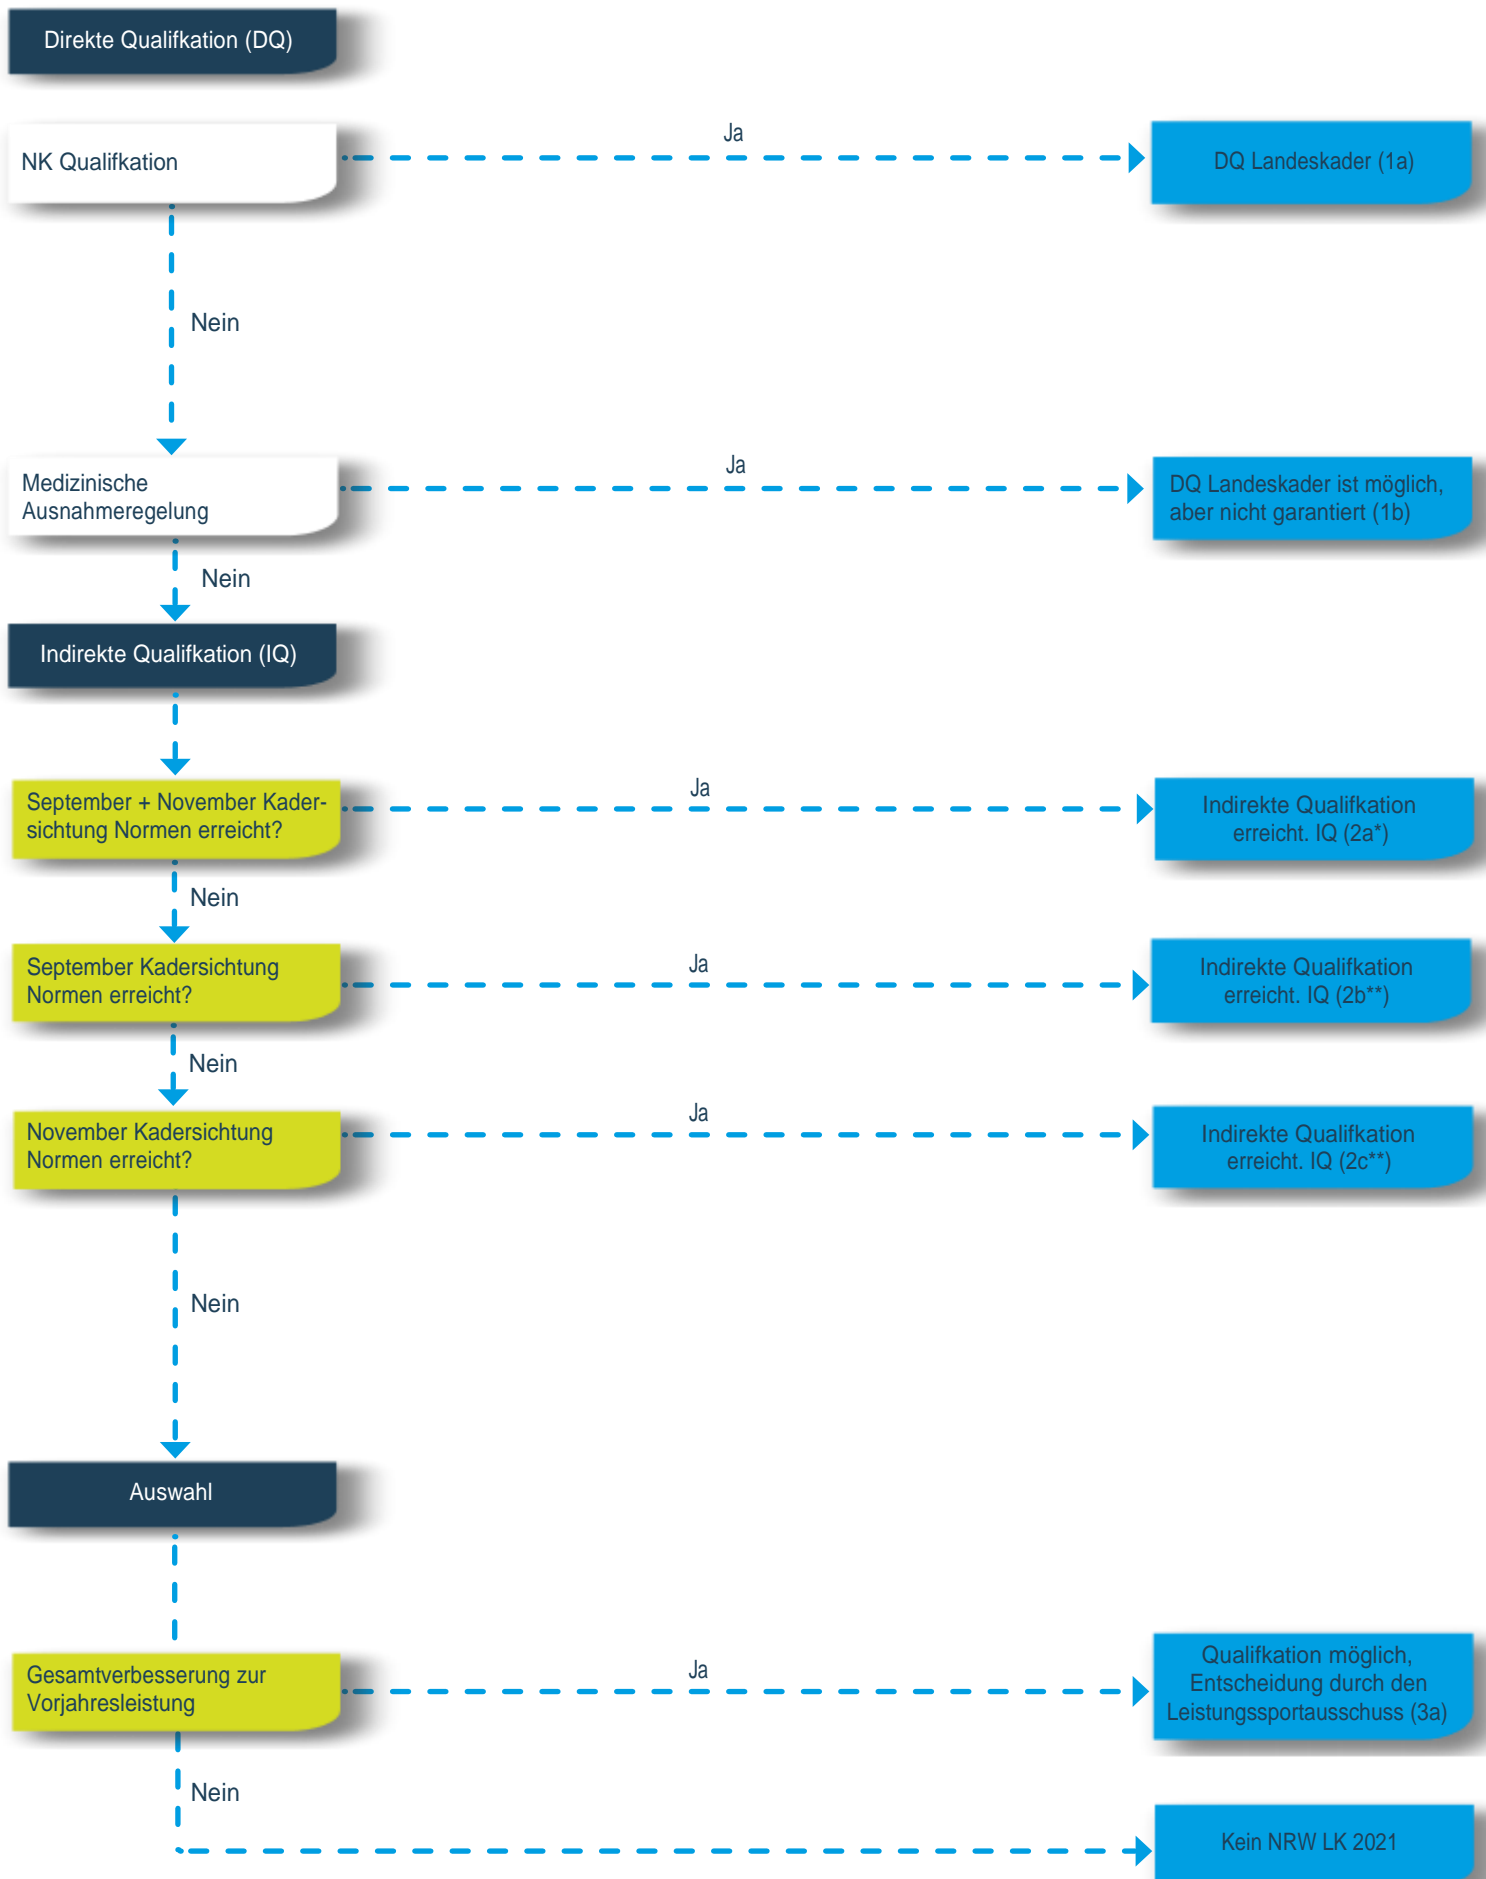 Direkte Qualifkation (DQ)
NK Qualifkation
Ja
DQ Landeskader (1a)
Nein
Medizinische
Ausnahmeregelung
Ja
DQ Landeskader ist möglich,
aber nicht garantiert (1b)
Nein
Indirekte Qualifkation (IQ)
September + November Kader-
sichtung Normen erreicht?
Ja
Indirekte Qualifkation
erreicht. IQ (2a*)
Nein
September Kadersichtung
Normen erreicht?
Ja
Indirekte Qualifkation
erreicht. IQ (2b**)
Nein
November Kadersichtung
Normen erreicht?
Ja
Indirekte Qualifkation
erreicht. IQ (2c**)
Nein
Auswahl
Gesamtverbesserung zur
Vorjahresleistung
Ja
Qualifkation möglich,
Entscheidung durch den
Leistungssportausschuss (3a)
Nein
Kein NRW LK 2021